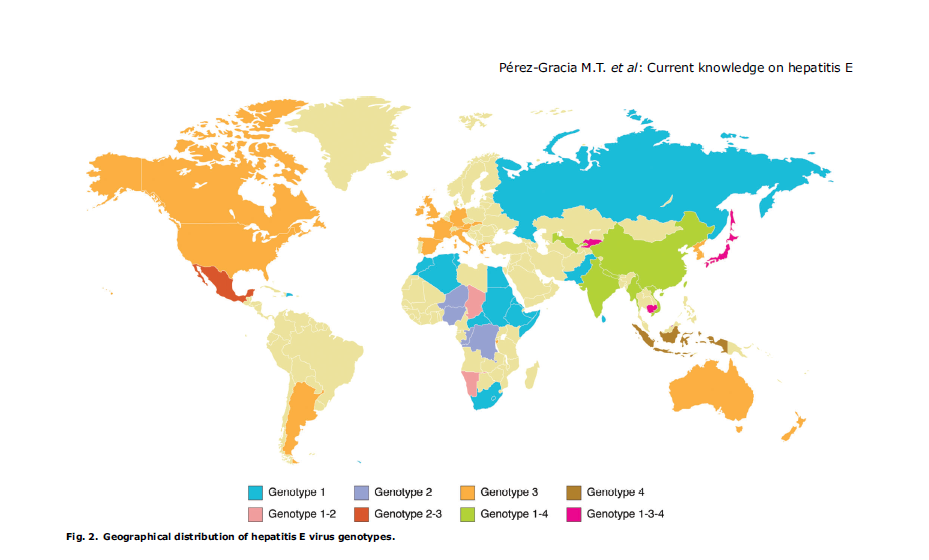 Pérez-Gracia M.T. et al: Current knowledge on hepatitis E
Genotype 1 Genotype 2 Genotype 3 Genotype 4
Genotype 1-2 Genotype 2-3 Genotype 1-4 Genotype 1-3-4
Fig. 2. Geographical distribution of hepatitis E virus genotypes.